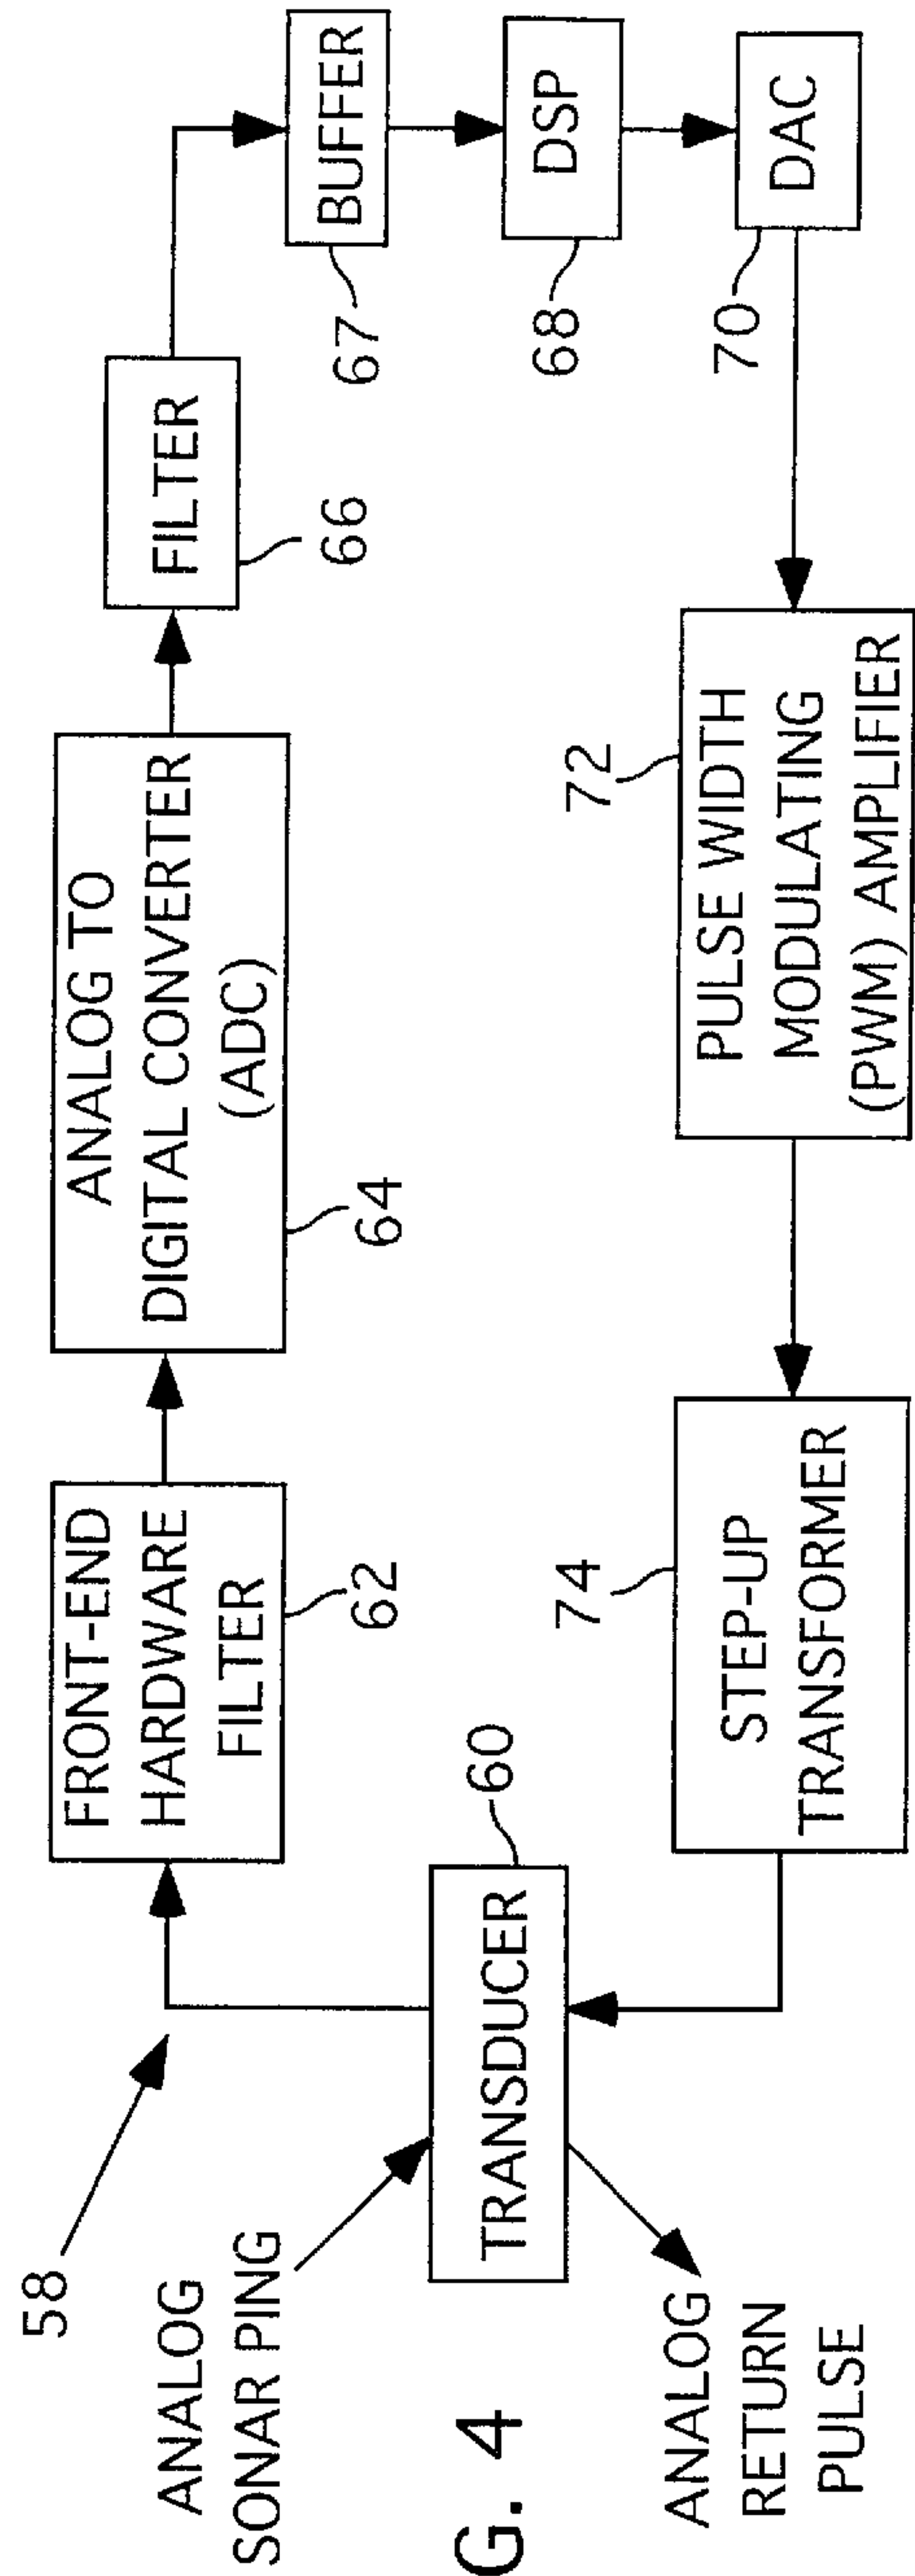 58
ANALOG
SONAR PING
TRANSDUCER
60
ANALOG
RETURN
PULSE
FRONT-END
HARDWARE
FILTER
62
ANALOG TO
DIGITAL CONVERTER
(ADC)
64
FILTER
66
BUFFER
67
DSP
68
DAC
70
72
PULSE WIDTH
MODULATING
(PWM) AMPLIFIER
74
STEP-UP
TRANSFORMER
G. 4